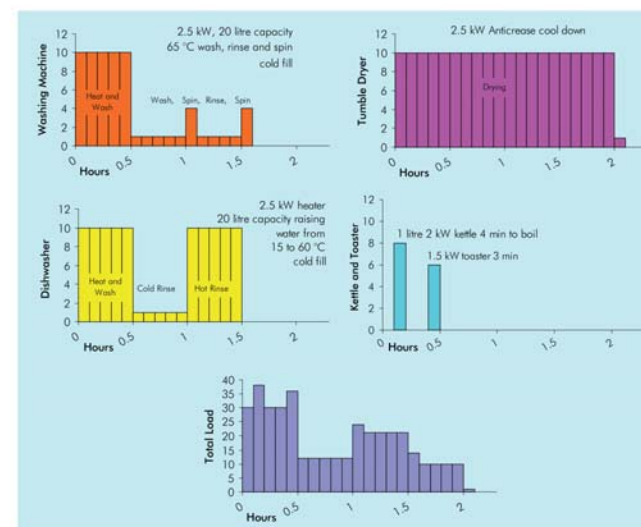 2.5 kW, 20 litre capacity
65 °C wash, rinse and spin
cold fill
Washing Machine
12
10
8
6
4
2
0
Heat and
Wash
Wash, Spin, Rinse, Spin
0
0.5
1
1.5
2
Hours
2.5 kW Anticrease cool down
Tumble Dryer
12
10
8
6
4
2
0
Drying
0
0.5
1
1.5
2
Hours
2.5 kW heater
20 litre capacity raising
water from
15 to 60 °C
cold fill
Dishwasher
12
10
8
6
4
2
0
Heat and
Wash
Cold Rinse
Hot Rinse
0
0.5
1
1.5
2
Hours
1 litre 2 kW kettle 4 min to boil
1.5 kW toaster 3 min
Kettle and Toaster
12
10
8
6
4
2
0
0
0.5
1
1.5
2
Hours
Total Load
40
35
30
25
20
15
10
5
0
0
0.5
1
1.5
2
Hours